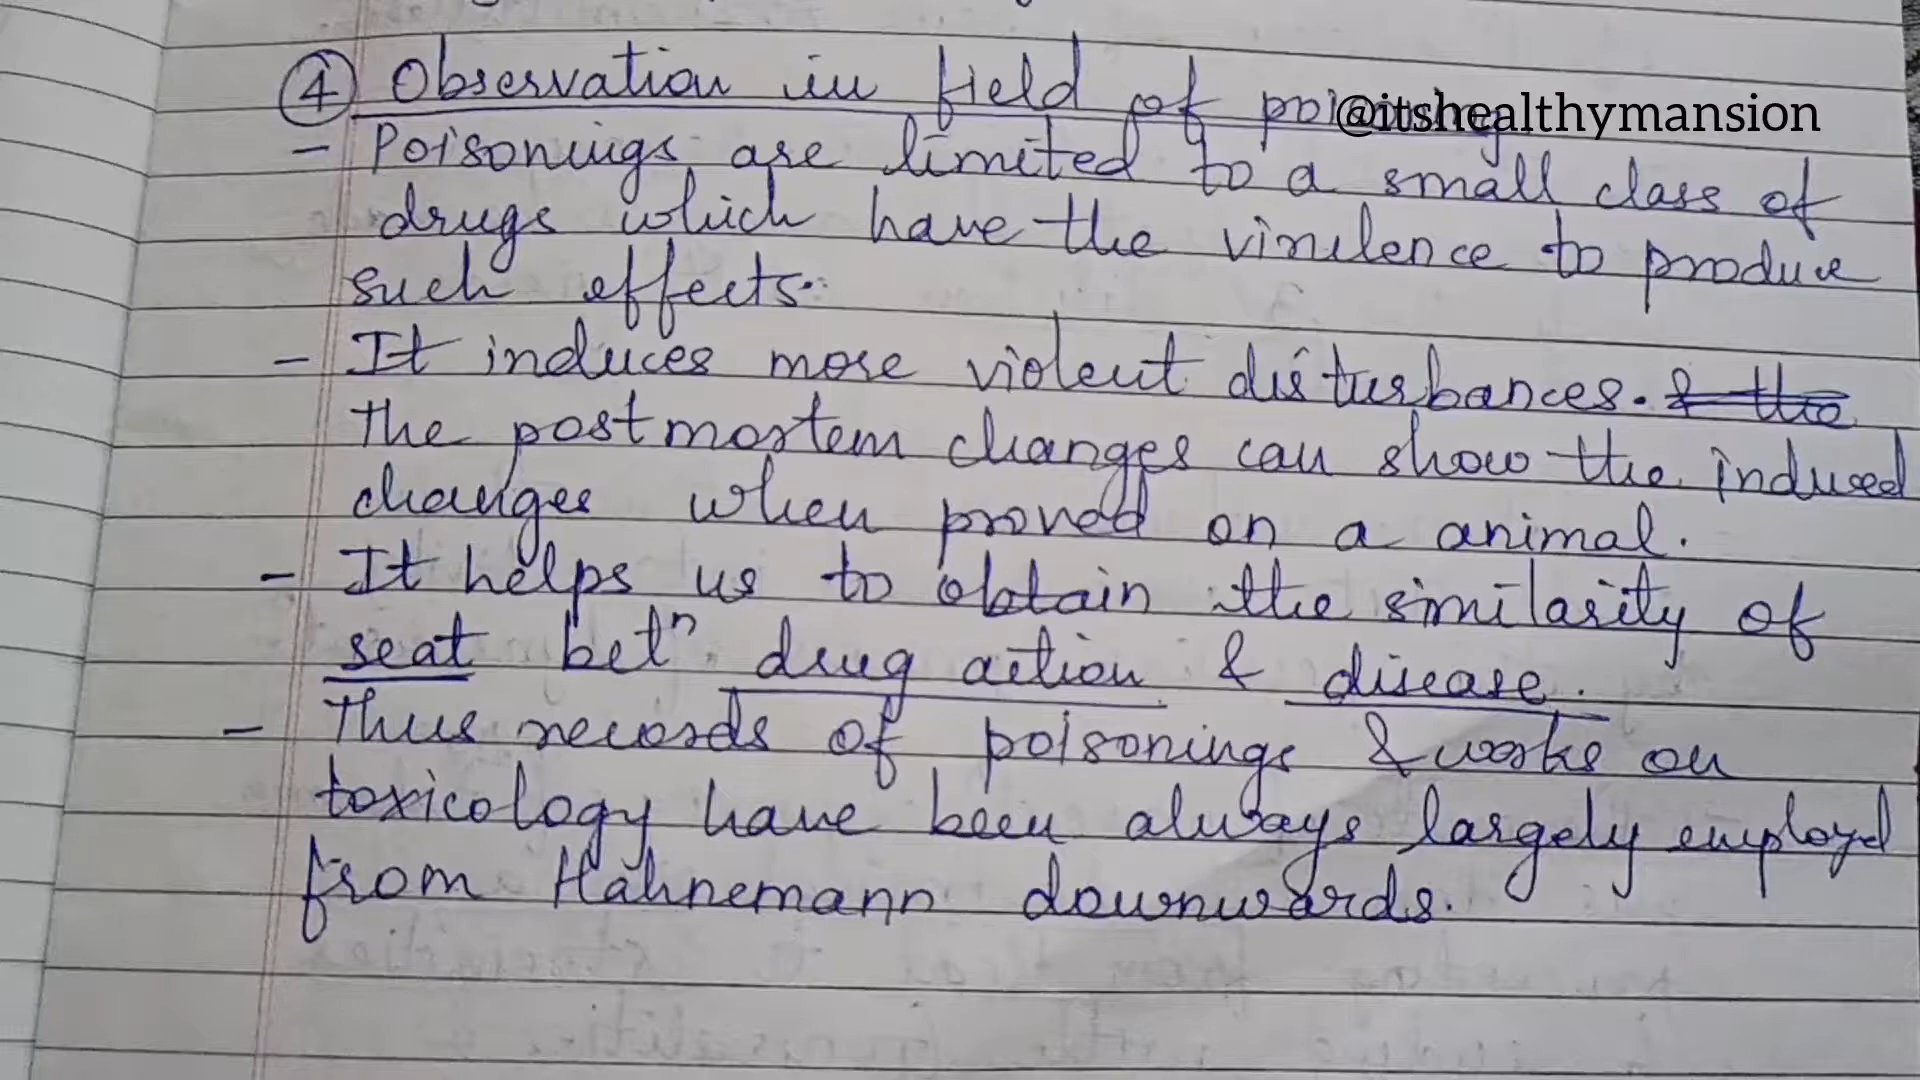 ④ Observation in field of poisoning
@itshealthymansion
- Poisonings are limited to a small class of
drugs which have the virulence to produce
such effects.
- It induces more violent disturbances. & the
The postmortem changes can show the induced
changes when proved on a animal.
- It helps us to obtain the similarity of
seat betⁿ drug action & disease.
- Thus records of poisonings & works on
toxicology have been always largely employd
from Hahnemann downwards.